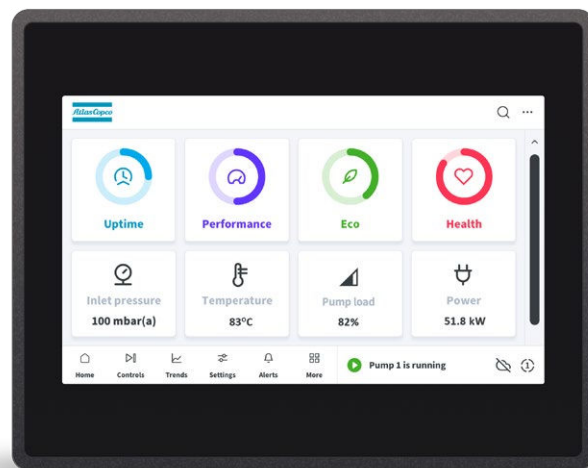 Atlas Copco
Uptime
Performance
Eco
Health
Inlet pressure
100 mbar(a)
Temperature
83°C
Pump load
82%
Power
51.8 kW
Home
Controls
Trends
Settings
Alerts
More
Pump 1 is running
1